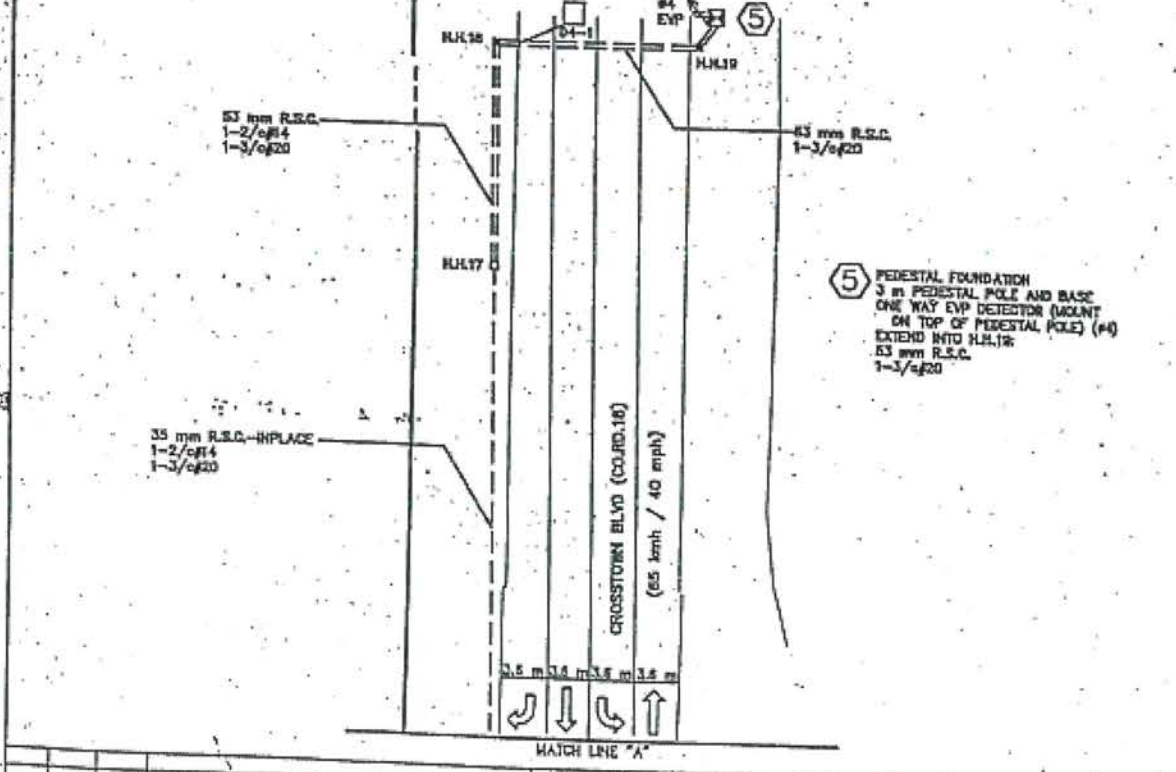 #4
EVP
5
H.H.18
D4-1
H.H.19
53 mm R.S.C.
1-2/c#14
1-3/c#20
53 mm R.S.C.
1-3/c#20
H.H.17
5
PEDESTAL FOUNDATION
3 m PEDESTAL POLE AND BASE
ONE WAY EVP DETECTOR (MOUNT
ON TOP OF PEDESTAL POLE) (#4)
EXTEND INTO H.H.19:
53 mm R.S.C.
1-3/c#20
35 mm R.S.C.-INPLACE
1-2/c#14
1-3/c#20
CROSSTOWN BLVD (CO.RD.18)
(65 kmh / 40 mph)
3.6 m 3.6 m 3.6 m 3.6 m
MATCH LINE "A"